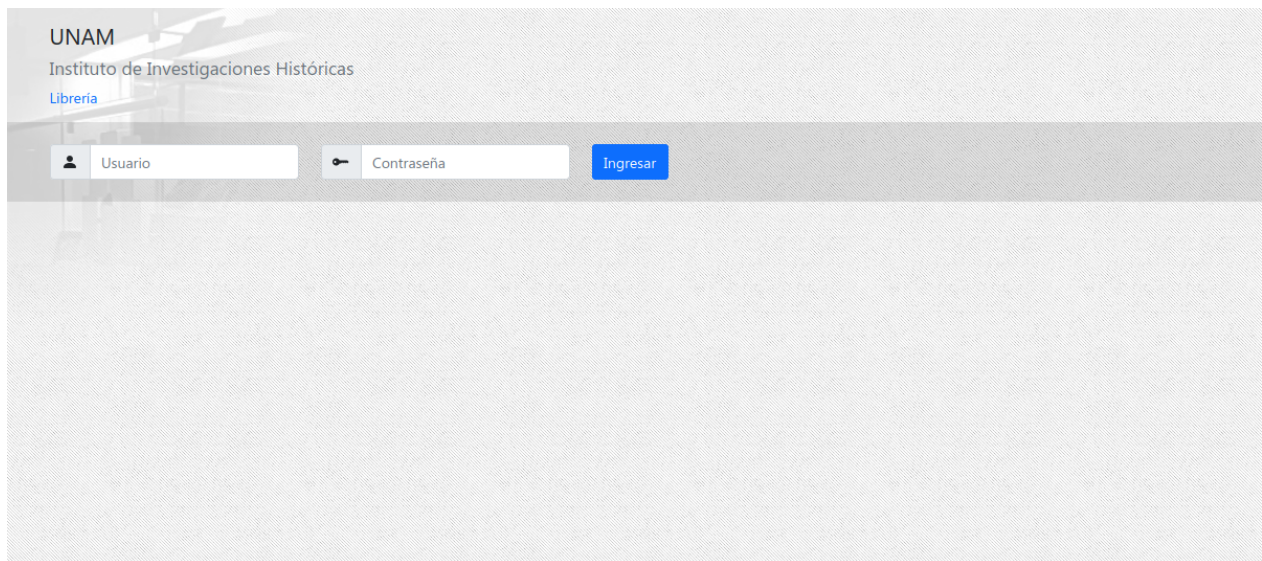 UNAM
Instituto de Investigaciones Históricas
Librería
Usuario
Contraseña
Ingresar